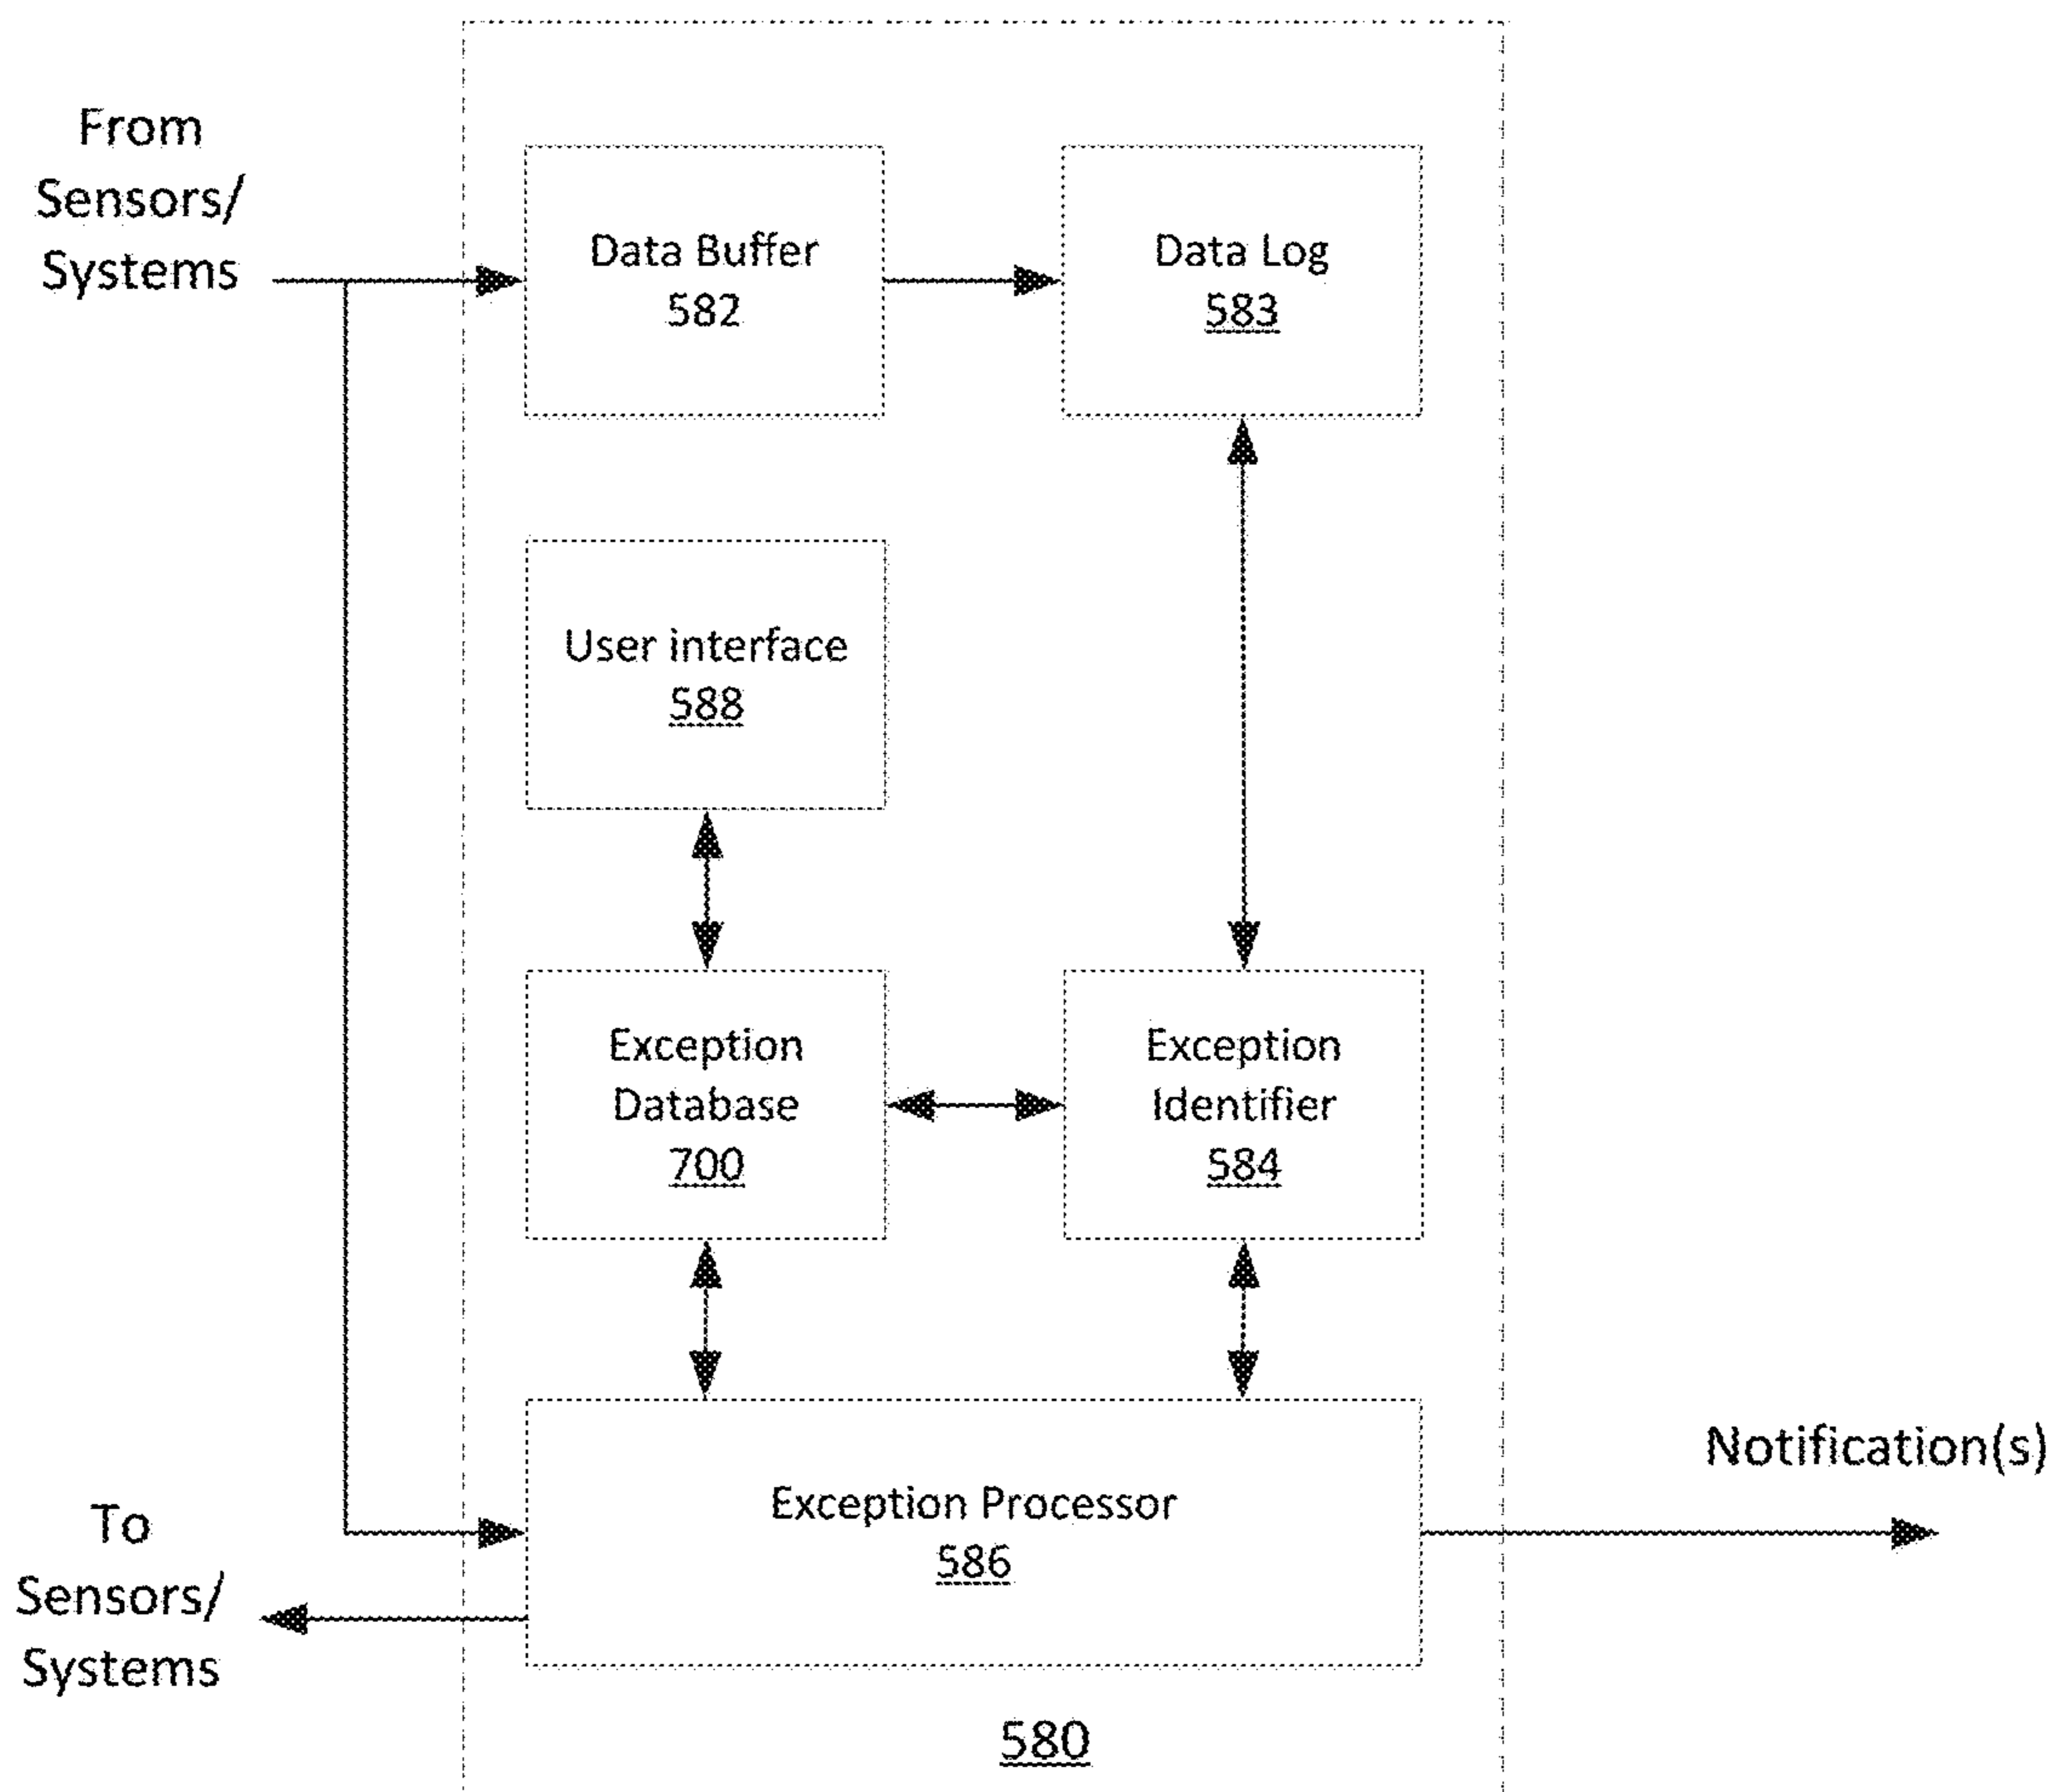 From
Sensors/
Systems
Data Buffer
582
Data Log
583
User interface
588
Exception
Database
700
Exception
Identifier
584
Exception Processor
586
Notification(s)
To
Sensors/
Systems
580